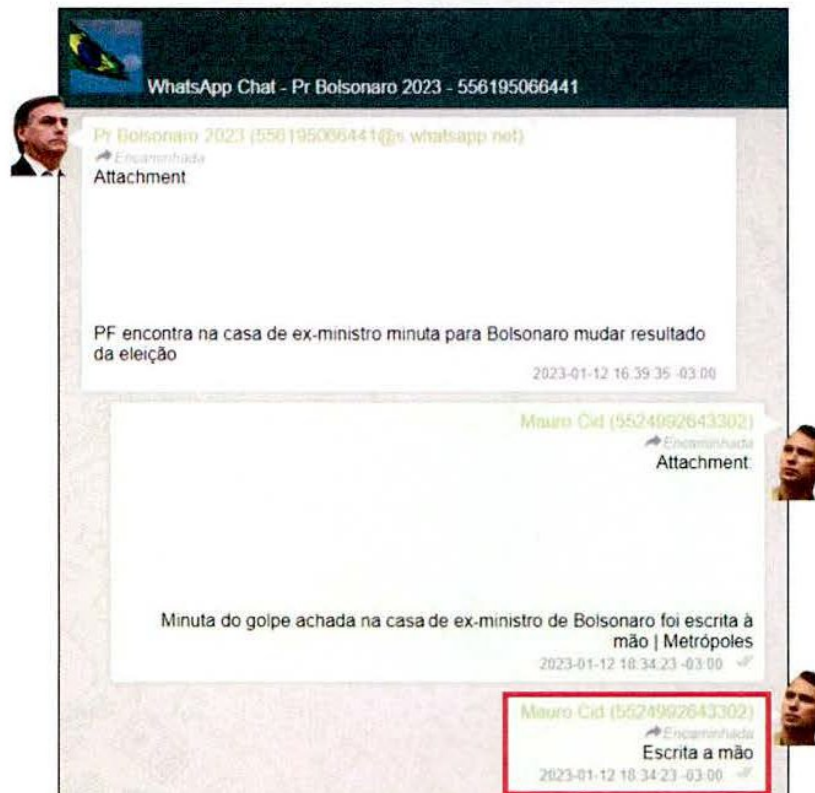 WhatsApp Chat - Pr Bolsonaro 2023 - 556195066441
Pr Bolsonaro 2023 (556195066441@s.whatsapp.net)
Encaminhada
Attachment
PF encontra na casa de ex-ministro minuta para Bolsonaro mudar resultado
da eleição
2023-01-12 16:39:35 -03:00
Mauro Cid (5524992643302)
Encaminhada
Attachment:
Minuta do golpe achada na casa de ex-ministro de Bolsonaro foi escrita à
mão | Metrópoles
2023-01-12 18:34:23 -03:00
Mauro Cid (5524992643302)
Encaminhada
Escrita a mão
2023-01-12 18:34:23 -03:00